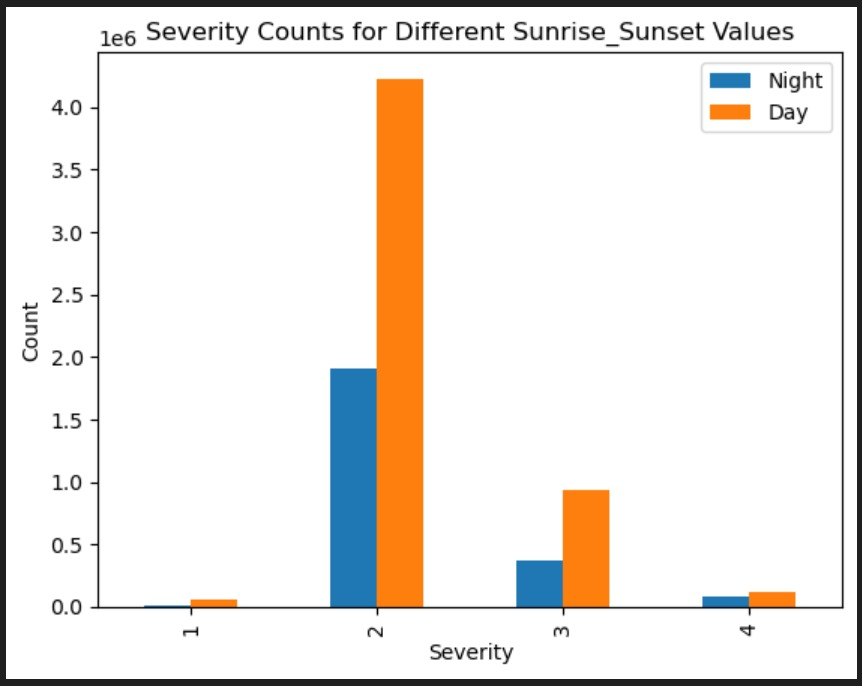 Severity Counts for Different Sunrise_Sunset Values
1e6
Night
Day
4.0
3.5
3.0
2.5
2.0
1.5
1.0
0.5
0.0
Count
1
2
3
4
Severity